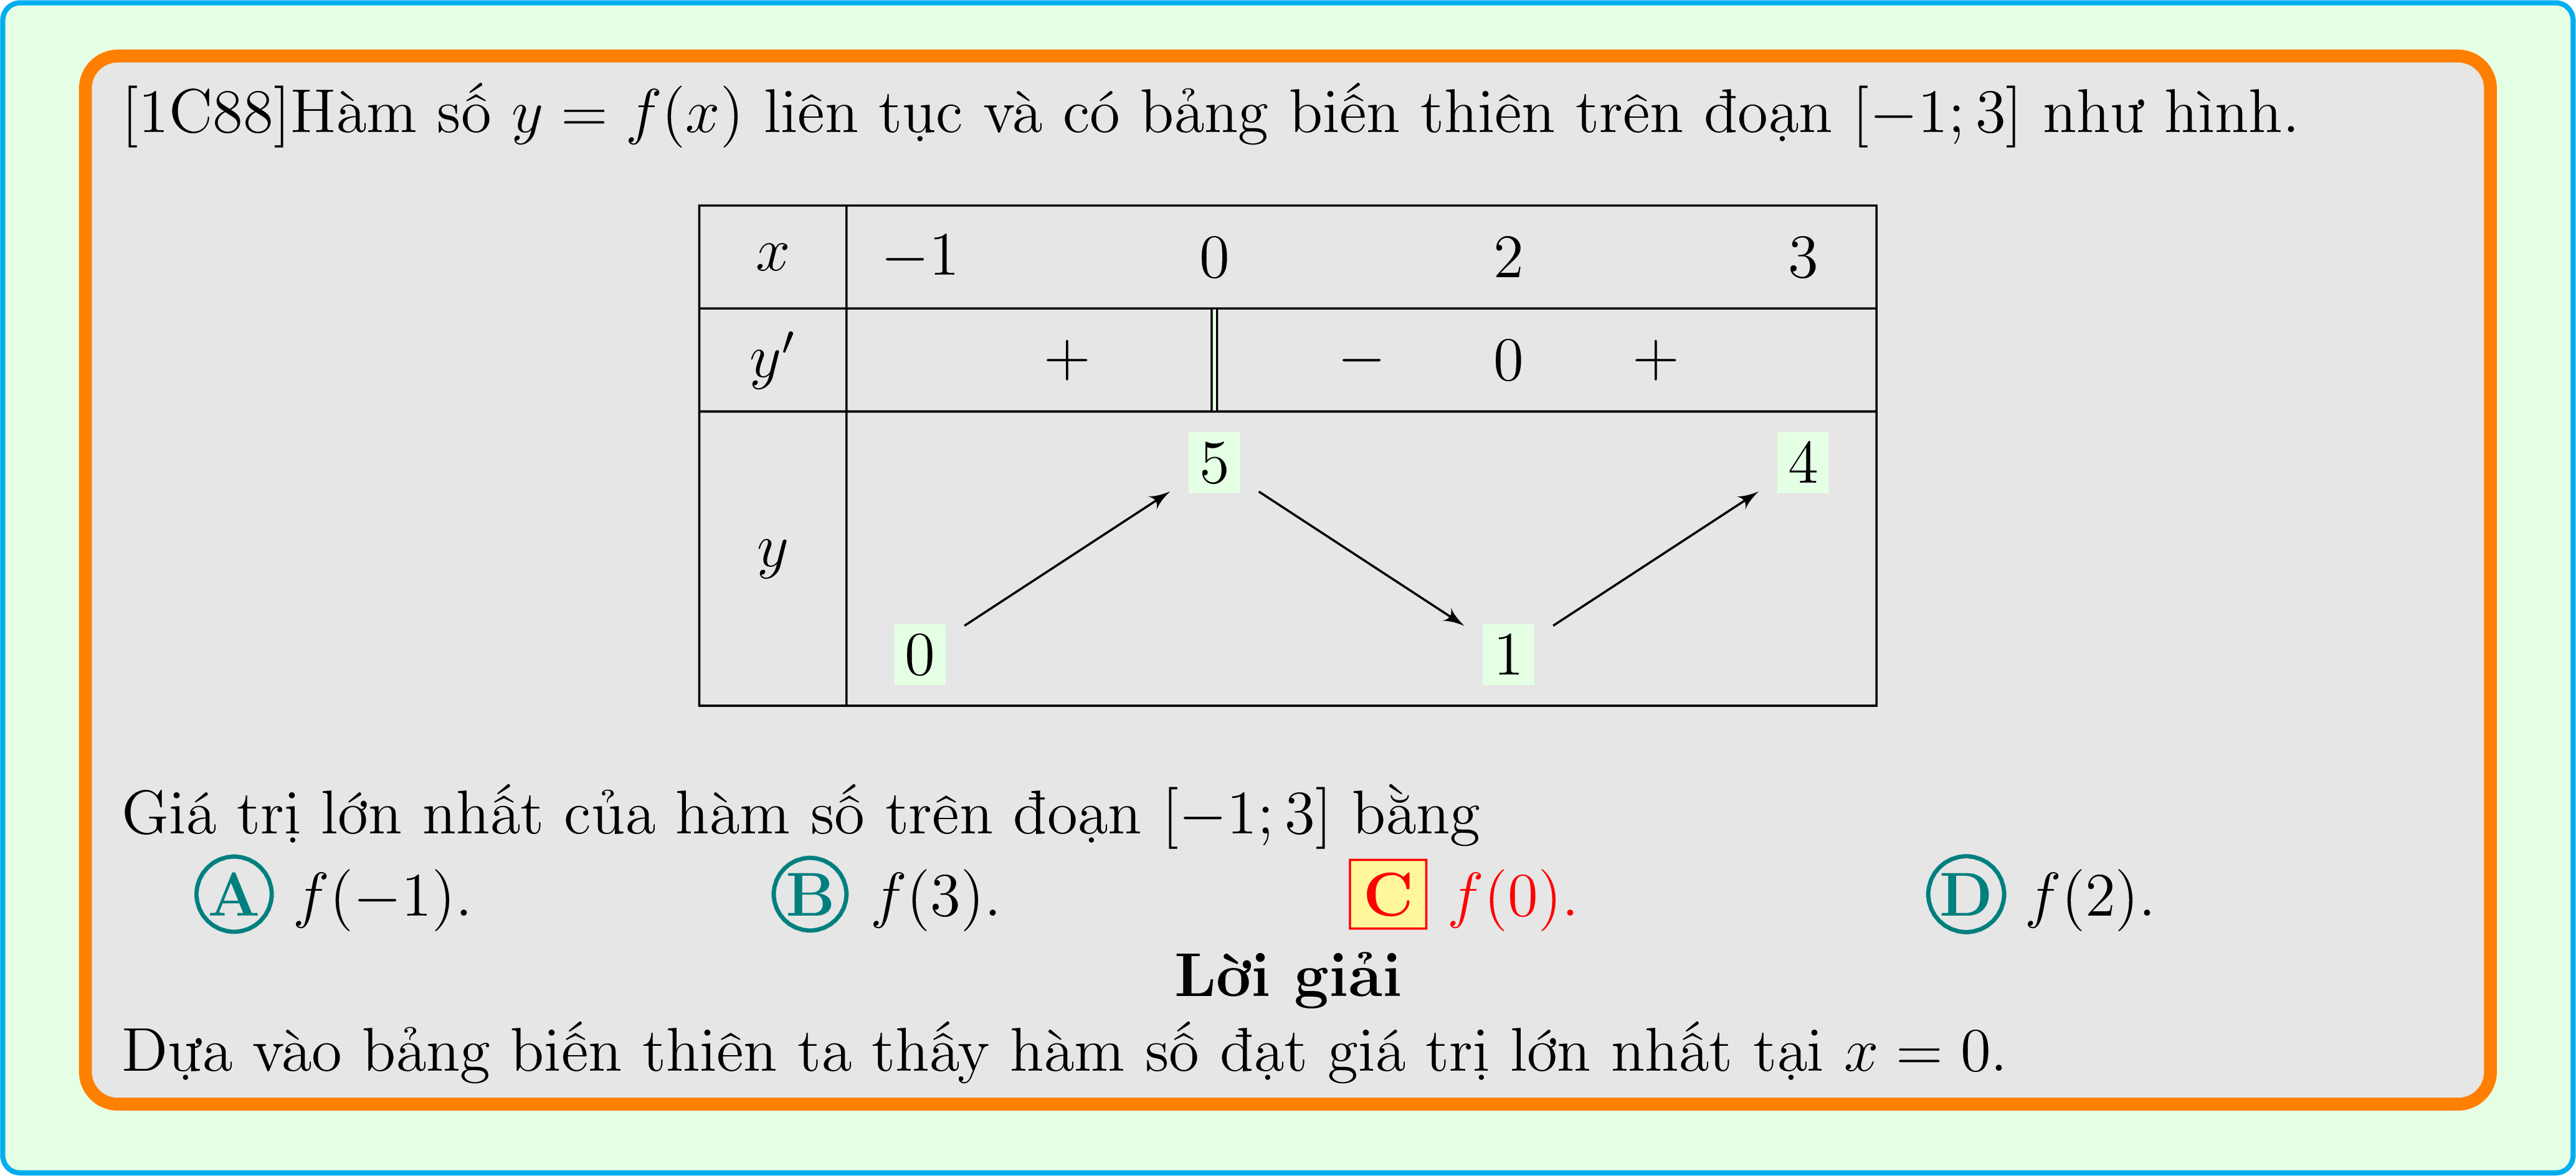 [1C88]Hàm số y = f(x) liên tục và có bảng biến thiên trên đoạn [−1; 3] như hình.
x −1 0 2 3
y′ + − 0 +
5 4
y
0 1
Giá trị lớn nhất của hàm số trên đoạn [−1; 3] bằng
A f(−1). B f(3). C f(0). D f(2).
Lời giải
Dựa vào bảng biến thiên ta thấy hàm số đạt giá trị lớn nhất tại x = 0.